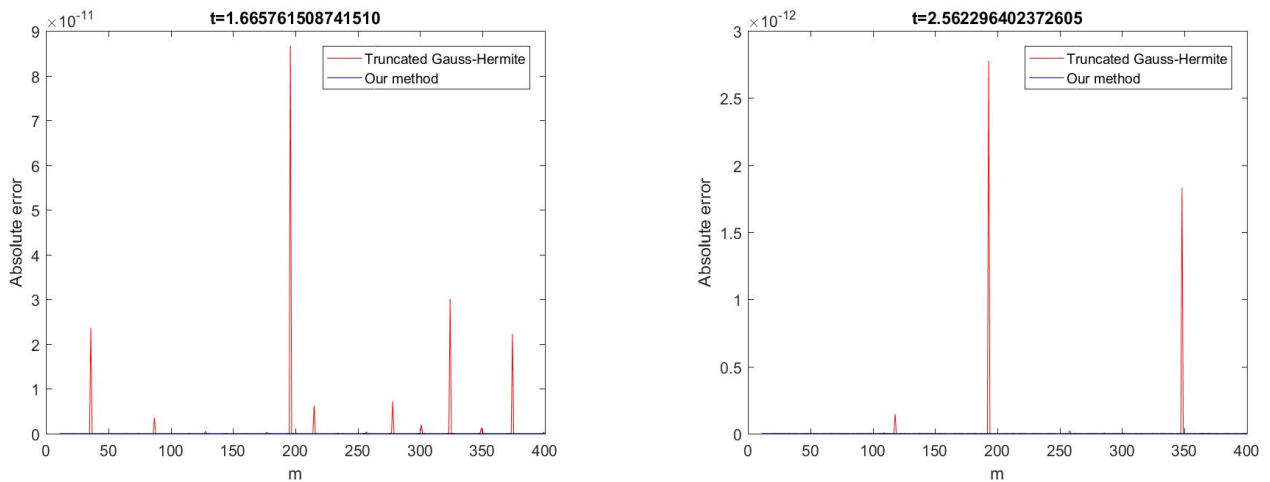 t=1.665761508741510
×10⁻¹¹
Truncated Gauss-Hermite
Our method
Absolute error
9
8
7
6
5
4
3
2
1
0
0 50 100 150 200 250 300 350 400
m
t=2.562296402372605
×10⁻¹²
Truncated Gauss-Hermite
Our method
Absolute error
3
2.5
2
1.5
1
0.5
0
0 50 100 150 200 250 300 350 400
m